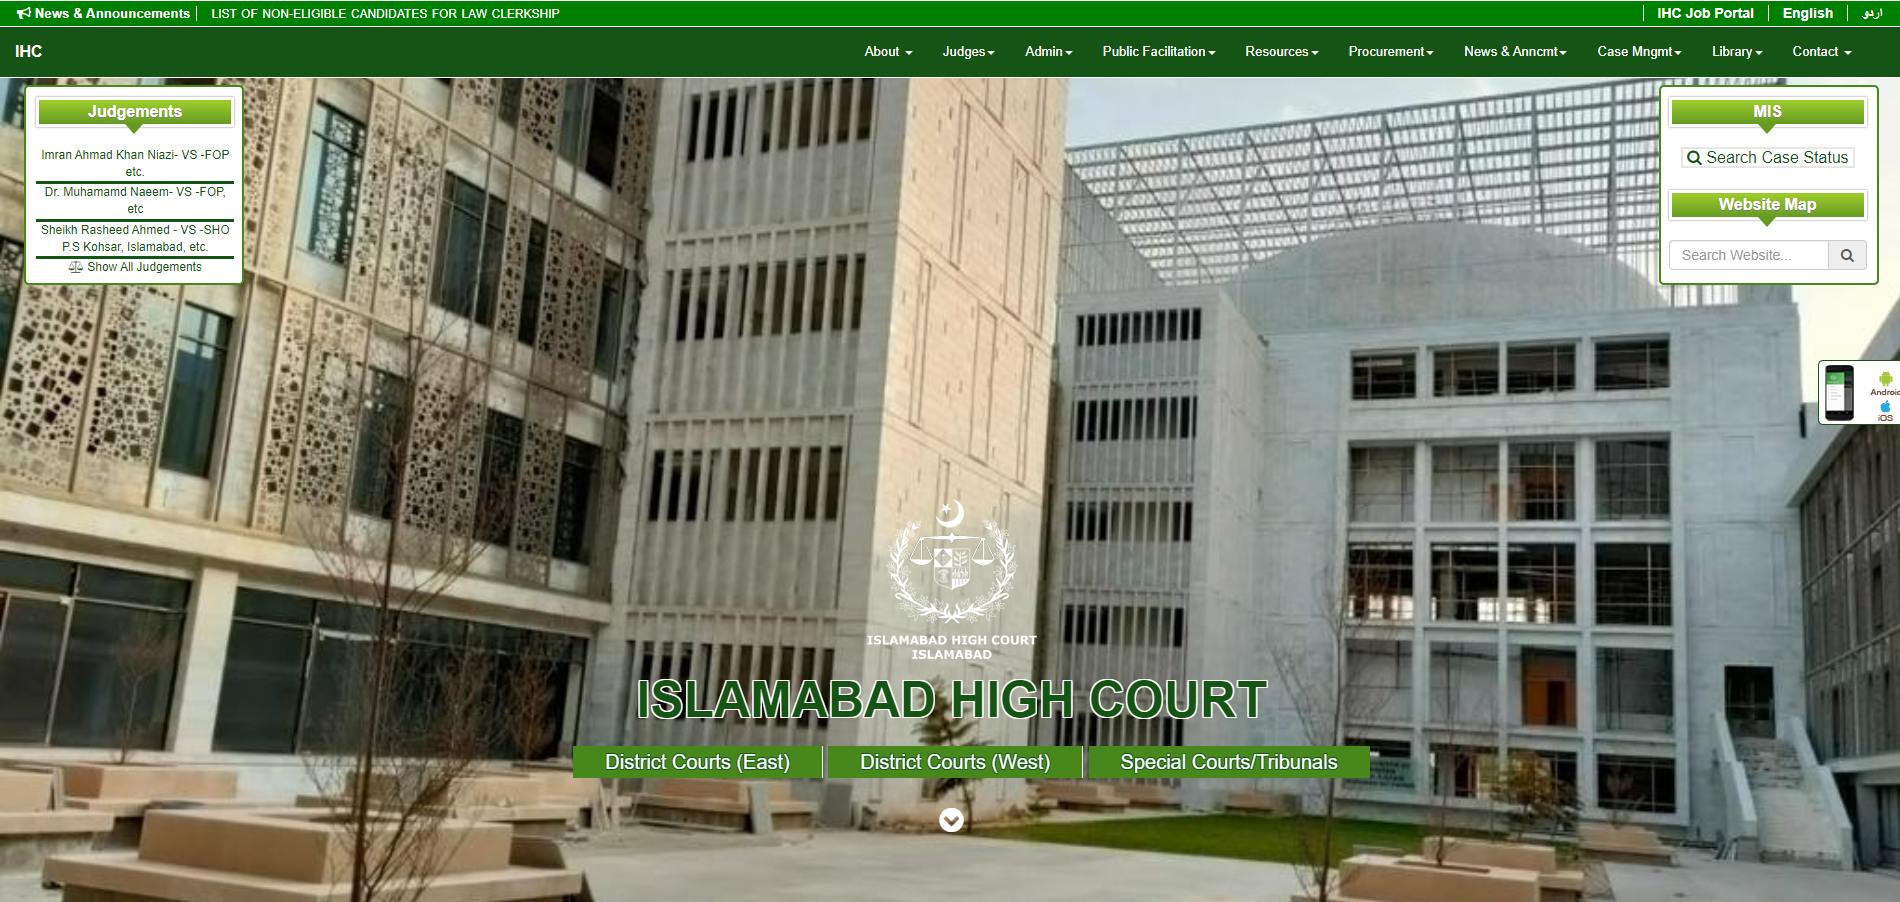 News & Announcements
LIST OF NON-ELIGIBLE CANDIDATES FOR LAW CLERKSHIP
IHC Job Portal
English
اردو
IHC
About
Judges
Admin
Public Facilitation
Resources
Procurement
News & Anncmt
Case Mngmt
Library
Contact
Judgements
Imran Ahmad Khan Niazi- VS -FOP
etc.
Dr. Muhamamd Naeem- VS -FOP,
etc
Sheikh Rasheed Ahmed - VS -SHO
P.S Kohsar, Islamabad, etc.
Show All Judgements
MIS
Search Case Status
Website Map
Search Website...
Android
iOS
ISLAMABAD HIGH COURT
ISLAMABAD
ISLAMABAD HIGH COURT
District Courts (East)
District Courts (West)
Special Courts/Tribunals